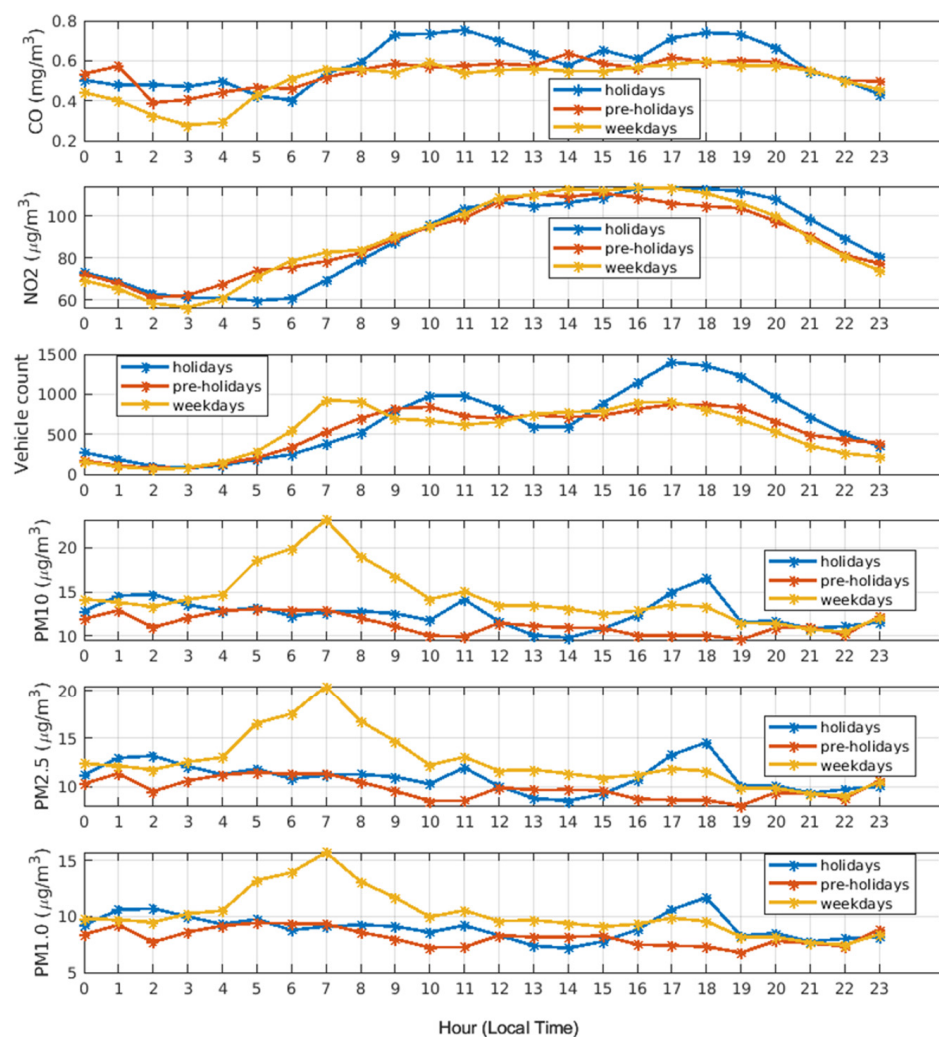 CO (mg/m³)
0.8
0.6
0.4
0.2
holidays
pre-holidays
weekdays
0 1 2 3 4 5 6 7 8 9 10 11 12 13 14 15 16 17 18 19 20 21 22 23
NO2 (μg/m³)
100
80
60
holidays
pre-holidays
weekdays
0 1 2 3 4 5 6 7 8 9 10 11 12 13 14 15 16 17 18 19 20 21 22 23
Vehicle count
1500
1000
500
0
holidays
pre-holidays
weekdays
0 1 2 3 4 5 6 7 8 9 10 11 12 13 14 15 16 17 18 19 20 21 22 23
PM10 (μg/m³)
20
15
10
holidays
pre-holidays
weekdays
0 1 2 3 4 5 6 7 8 9 10 11 12 13 14 15 16 17 18 19 20 21 22 23
PM2.5 (μg/m³)
20
15
10
holidays
pre-holidays
weekdays
0 1 2 3 4 5 6 7 8 9 10 11 12 13 14 15 16 17 18 19 20 21 22 23
PM1.0 (μg/m³)
15
10
5
holidays
pre-holidays
weekdays
0 1 2 3 4 5 6 7 8 9 10 11 12 13 14 15 16 17 18 19 20 21 22 23
Hour (Local Time)